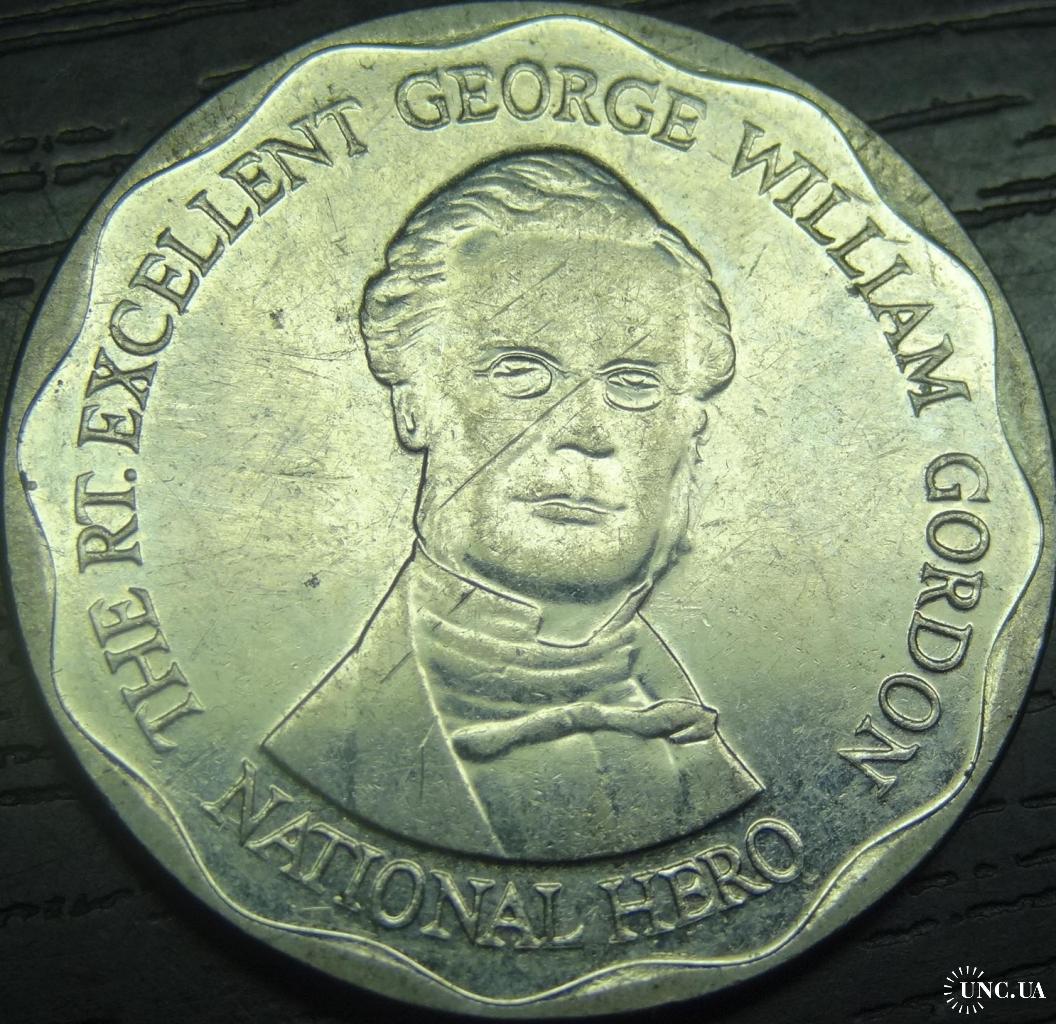 THE RT. EXCELLENT GEORGE WILLIAM GORDON
NATIONAL HERO
UNC.UA